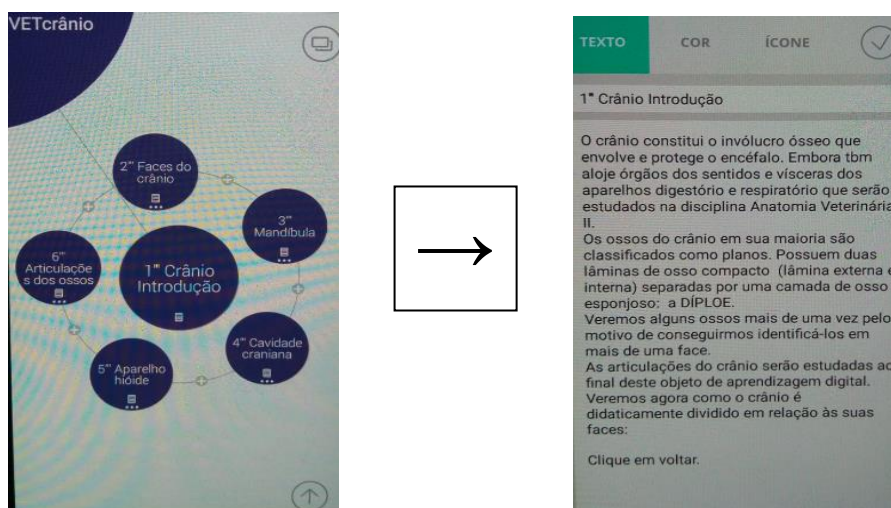 VETcrânio
2"' Faces do
crânio
3"'
Mandíbula
6"'
Articulaçõe
s dos ossos
1"' Crânio
Introdução
4"' Cavidade
craniana
5"' Aparelho
hióide
TEXTO COR ÍCONE
1" Crânio Introdução
O crânio constitui o invólucro ósseo que
envolve e protege o encéfalo. Embora tbm
aloje órgãos dos sentidos e vísceras dos
aparelhos digestório e respiratório que serão
estudados na disciplina Anatomia Veterinária
II.
Os ossos do crânio em sua maioria são
classificados como planos. Possuem duas
lâminas de osso compacto (lâmina externa e
interna) separadas por uma camada de osso
esponjoso: a DÍPLOE.
Veremos alguns ossos mais de uma vez pelo
motivo de conseguirmos identificá-los em
mais de uma face.
As articulações do crânio serão estudadas ao
final deste objeto de aprendizagem digital.
Veremos agora como o crânio é
didaticamente dividido em relação às suas
faces:
Clique em voltar.